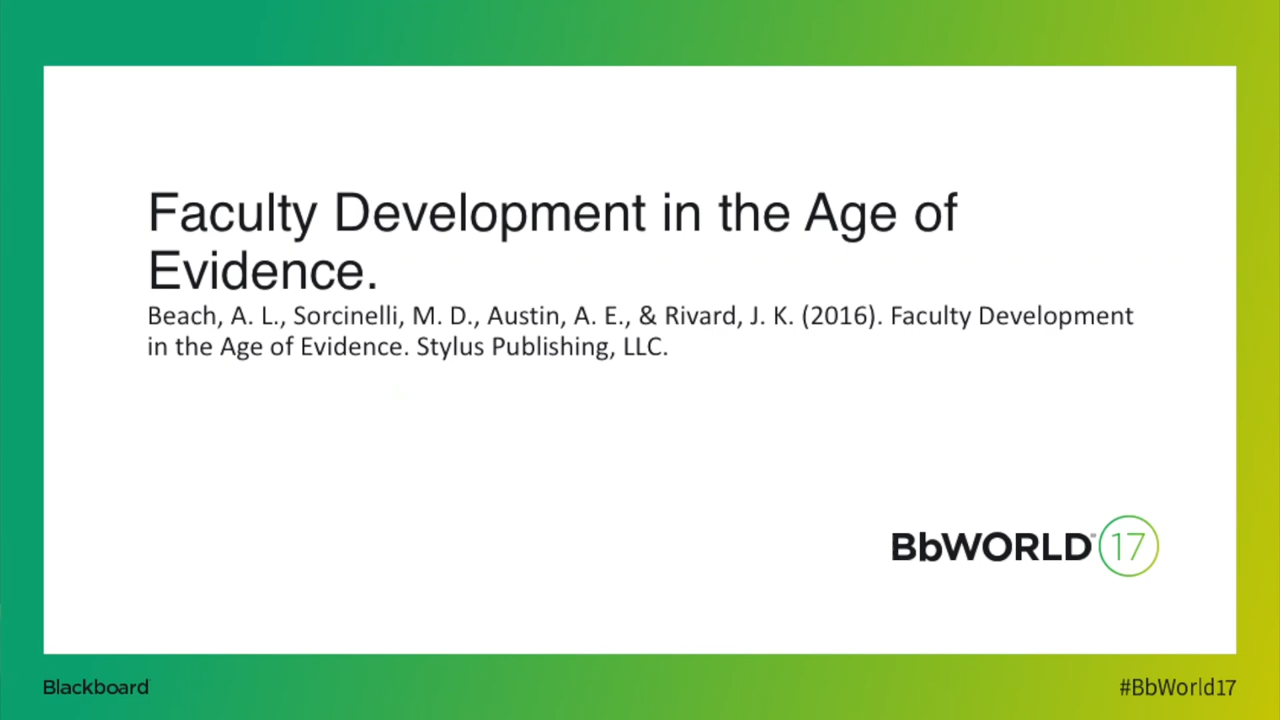 Faculty Development in the Age of
Evidence.
Beach, A. L., Sorcinelli, M. D., Austin, A. E., & Rivard, J. K. (2016). Faculty Development
in the Age of Evidence. Stylus Publishing, LLC.
BbWORLD 17
Blackboard
#BbWorld17